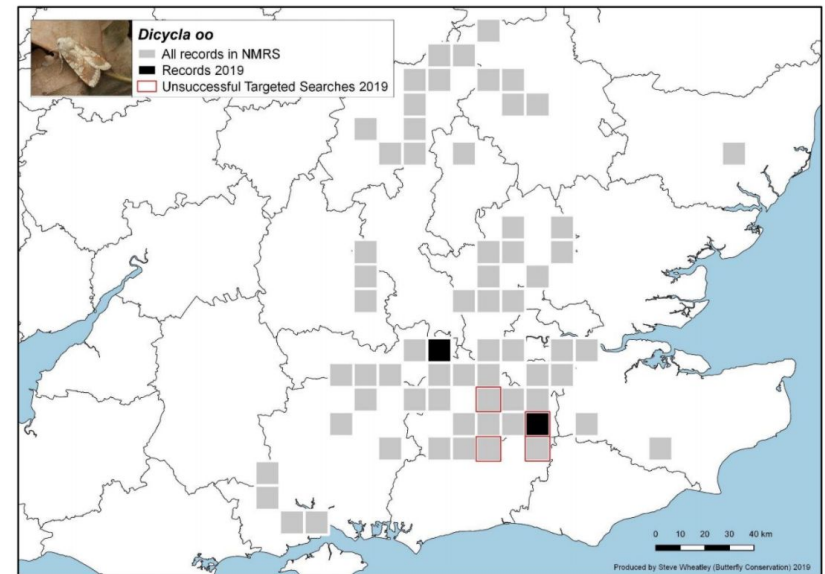 Dicycla oo
All records in NMRS
Records 2019
Unsuccessful Targeted Searches 2019
0 10 20 30 40 km
Produced by Steve Wheatley (Butterfly Conservation) 2019